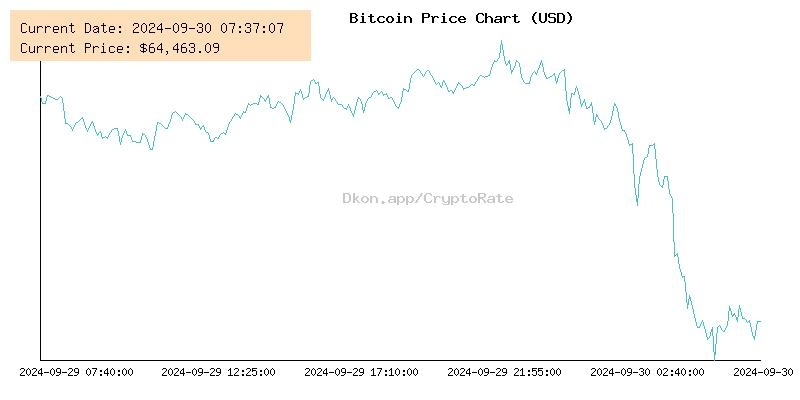 Bitcoin Price Chart (USD)
Current Date: 2024-09-30 07:37:07
Current Price: $64,463.09
Dkon.app/CryptoRate
2024-09-29 07:40:00 2024-09-29 12:25:00 2024-09-29 17:10:00 2024-09-29 21:55:00 2024-09-30 02:40:00 2024-09-30